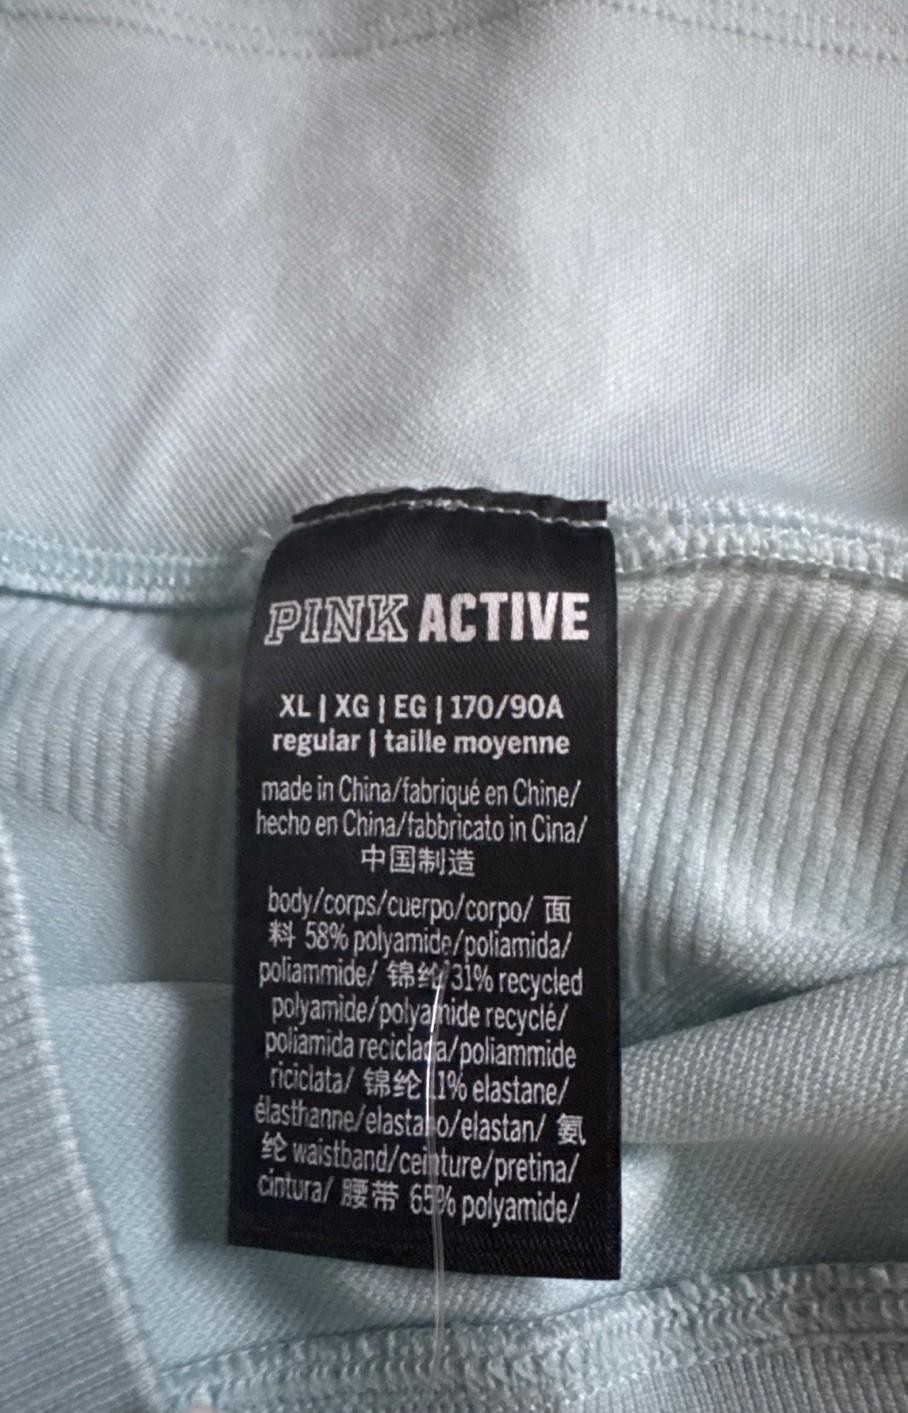 PINK ACTIVE
XL | XG | EG | 170/90A
regular | taille moyenne
made in China/fabriqué en Chine/
hecho en China/fabbricato in Cina/
中国制造
body/corps/cuerpo/corpo/ 面
料 58% polyamide/poliamida/
poliammide/ 锦纶/31% recycled
polyamide/polyamide recyclé/
poliamida reciclada/poliammide
riciclata/ 锦纶 11% elastane/
élasthanne/elastano/elastan/ 氨
纶 waistband/ceinture/pretina/
cintura/ 腰带 65% polyamide/